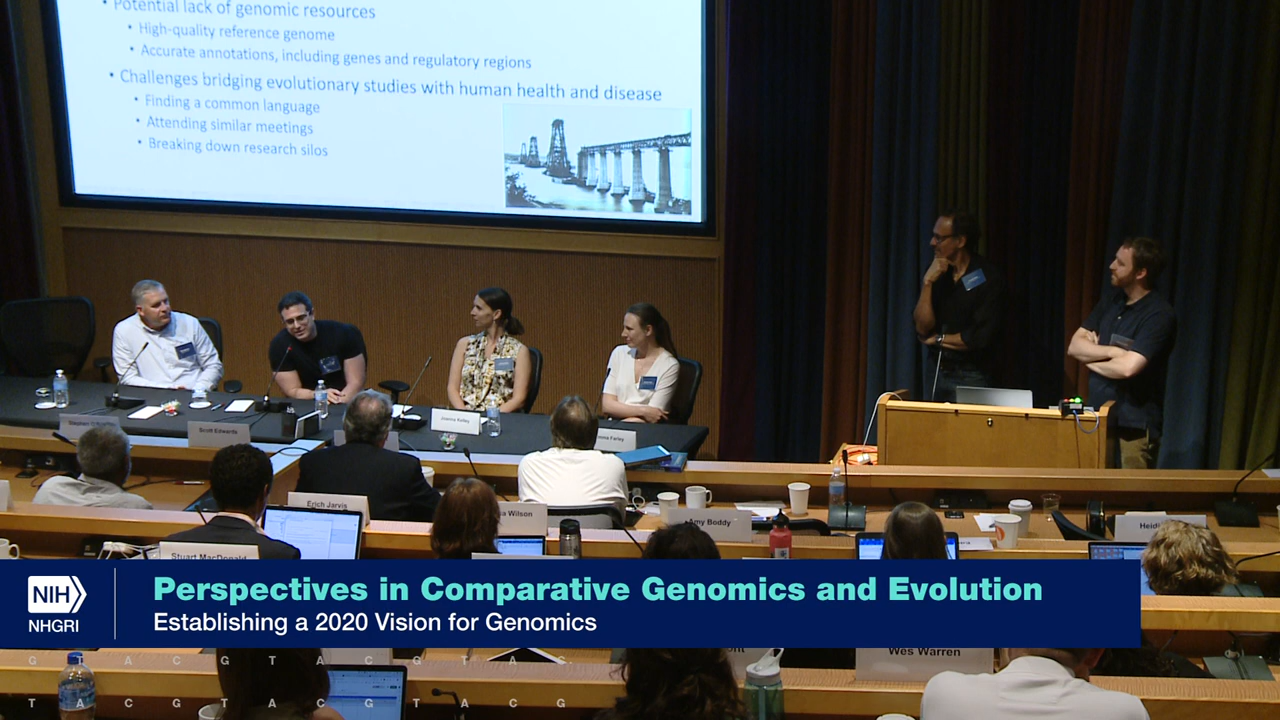 • Potential lack of genomic resources
• High-quality reference genome
• Accurate annotations, including genes and regulatory regions
• Challenges bridging evolutionary studies with human health and disease
• Finding a common language
• Attending similar meetings
• Breaking down research silos
Stephen
Scott Edwards
Joanna Kelley
Farley
Erich Jarvis
Wilson
Amy Boddy
Heidi
Stuart MacDonald
NIH
NHGRI
Perspectives in Comparative Genomics and Evolution
Establishing a 2020 Vision for Genomics
G T A C G T A C G T A C
Wes Warren
T A C G T A C G T A C G